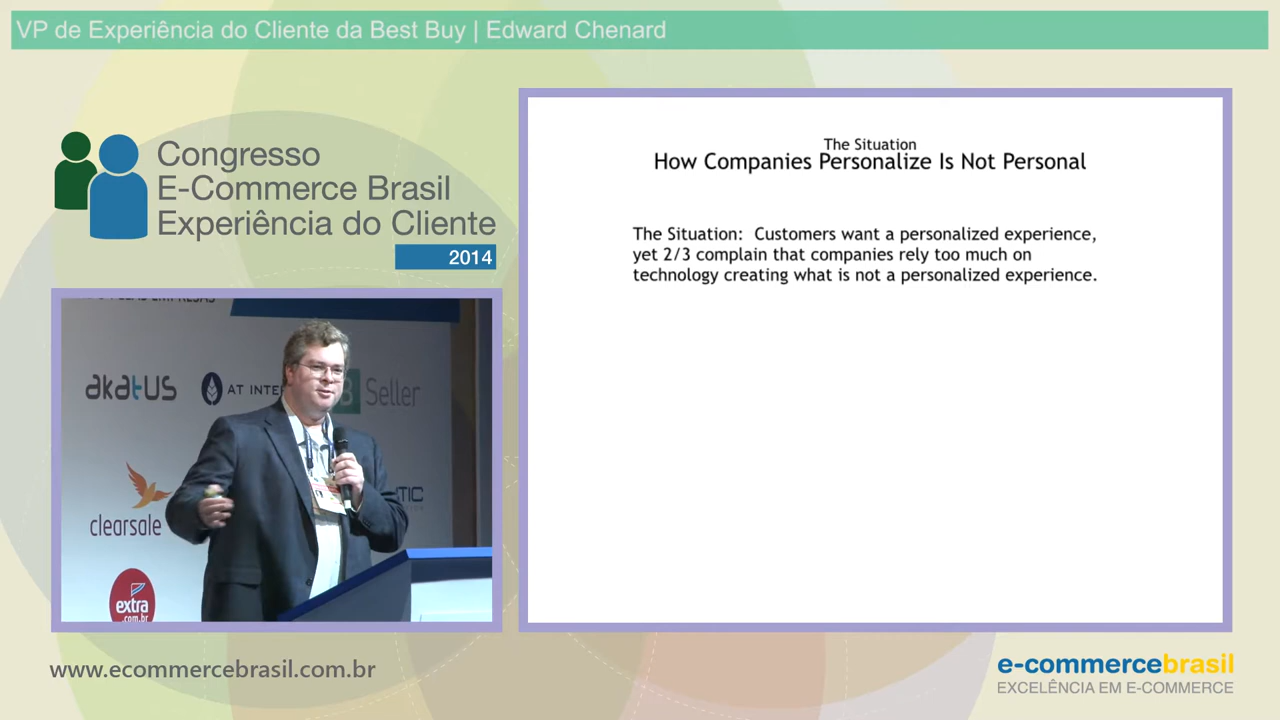 VP de Experiência do Cliente da Best Buy | Edward Chenard
Congresso
E-Commerce Brasil
Experiência do Cliente
2014
The Situation
How Companies Personalize Is Not Personal
The Situation: Customers want a personalized experience,
yet 2/3 complain that companies rely too much on
technology creating what is not a personalized experience.
EMPRESAS
akatus
AT INTE
B Seller
clearsale
extra
.com.br
www.ecommercebrasil.com.br
e-commercebrasil
EXCELÊNCIA EM E-COMMERCE